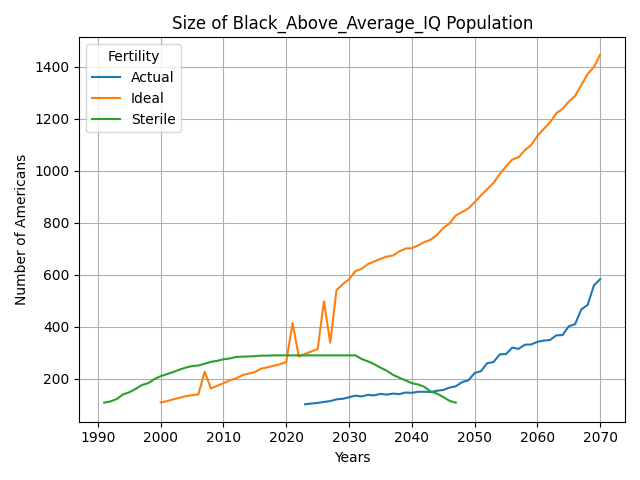 Size of Black_Above_Average_IQ Population
Fertility
Actual
Ideal
Sterile
Number of Americans
1400
1200
1000
800
600
400
200
1990 2000 2010 2020 2030 2040 2050 2060 2070
Years